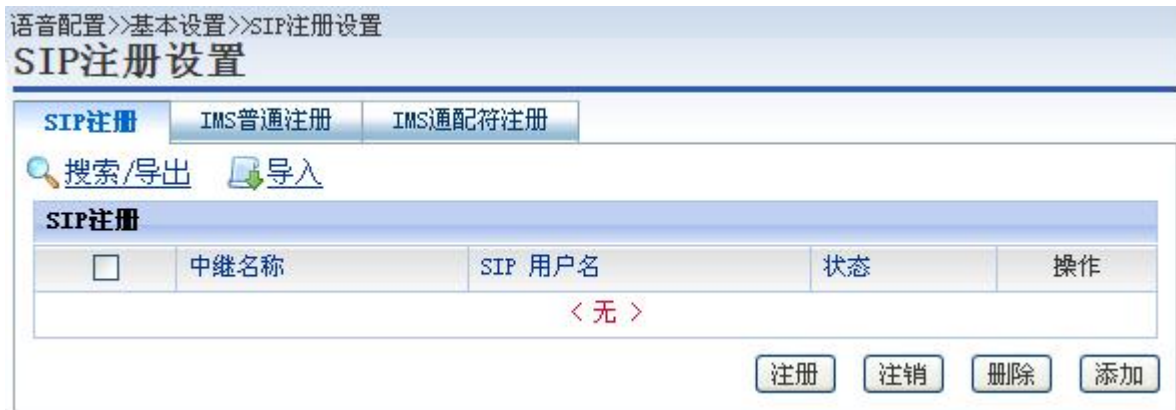 语音配置>>基本设置>>SIP注册设置
SIP注册设置
SIP注册 IMS普通注册 IMS通配符注册
搜索/导出 导入
SIP注册
中继名称 SIP 用户名 状态 操作
< 无 >
注册 注销 删除 添加